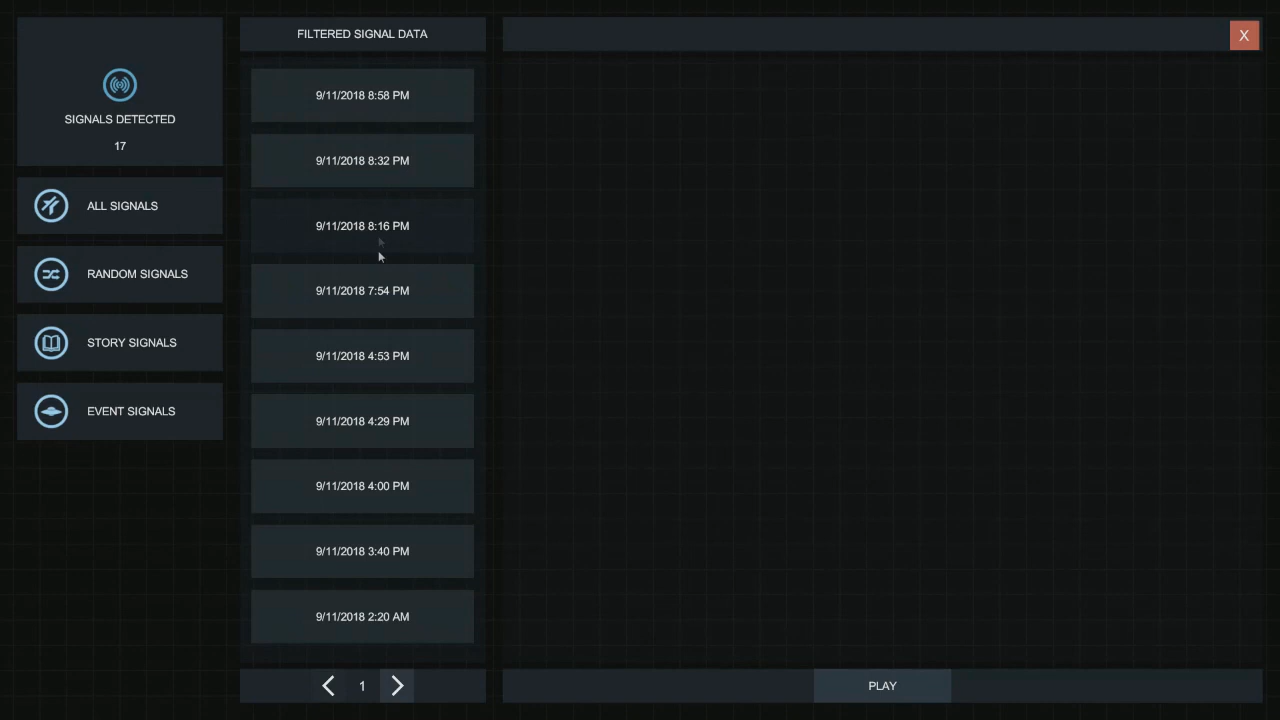 SIGNALS DETECTED
17
ALL SIGNALS
RANDOM SIGNALS
STORY SIGNALS
EVENT SIGNALS
FILTERED SIGNAL DATA
9/11/2018 8:58 PM
9/11/2018 8:32 PM
9/11/2018 8:16 PM
9/11/2018 7:54 PM
9/11/2018 4:53 PM
9/11/2018 4:29 PM
9/11/2018 4:00 PM
9/11/2018 3:40 PM
9/11/2018 2:20 AM
1
X
PLAY